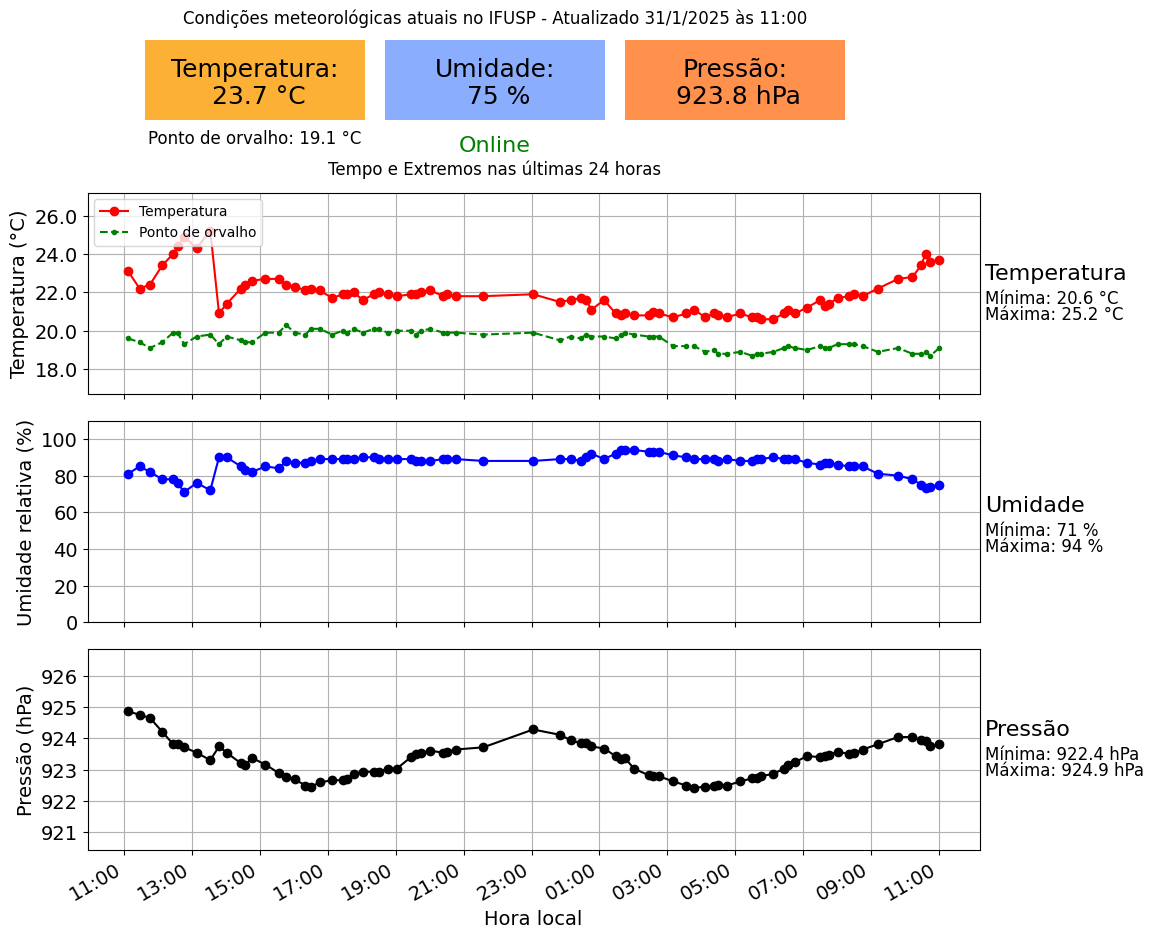 Condições meteorológicas atuais no IFUSP - Atualizado 31/1/2025 às 11:00
Temperatura:
23.7 °C
Umidade:
75 %
Pressão:
923.8 hPa
Ponto de orvalho: 19.1 °C
Online
Tempo e Extremos nas últimas 24 horas
Temperatura (°C)
26.0
24.0
22.0
20.0
18.0
Temperatura
Ponto de orvalho
Temperatura
Mínima: 20.6 °C
Máxima: 25.2 °C
Umidade relativa (%)
100
80
60
40
20
0
Umidade
Mínima: 71 %
Máxima: 94 %
Pressão (hPa)
926
925
924
923
922
921
Pressão
Mínima: 922.4 hPa
Máxima: 924.9 hPa
11:00
13:00
15:00
17:00
19:00
21:00
23:00
01:00
03:00
05:00
07:00
09:00
11:00
Hora local